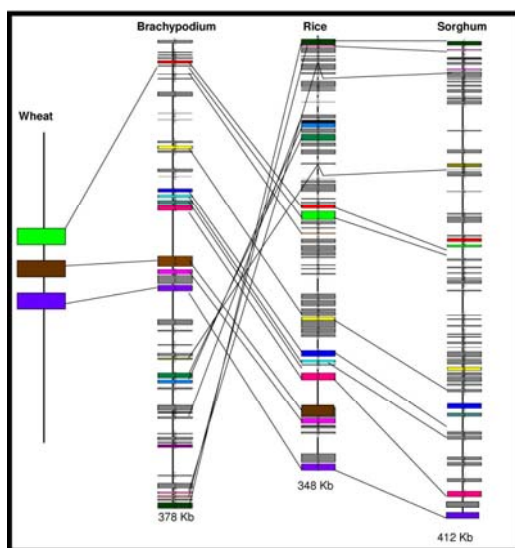 Brachypodium Rice Sorghum
Wheat
378 Kb
348 Kb
412 Kb